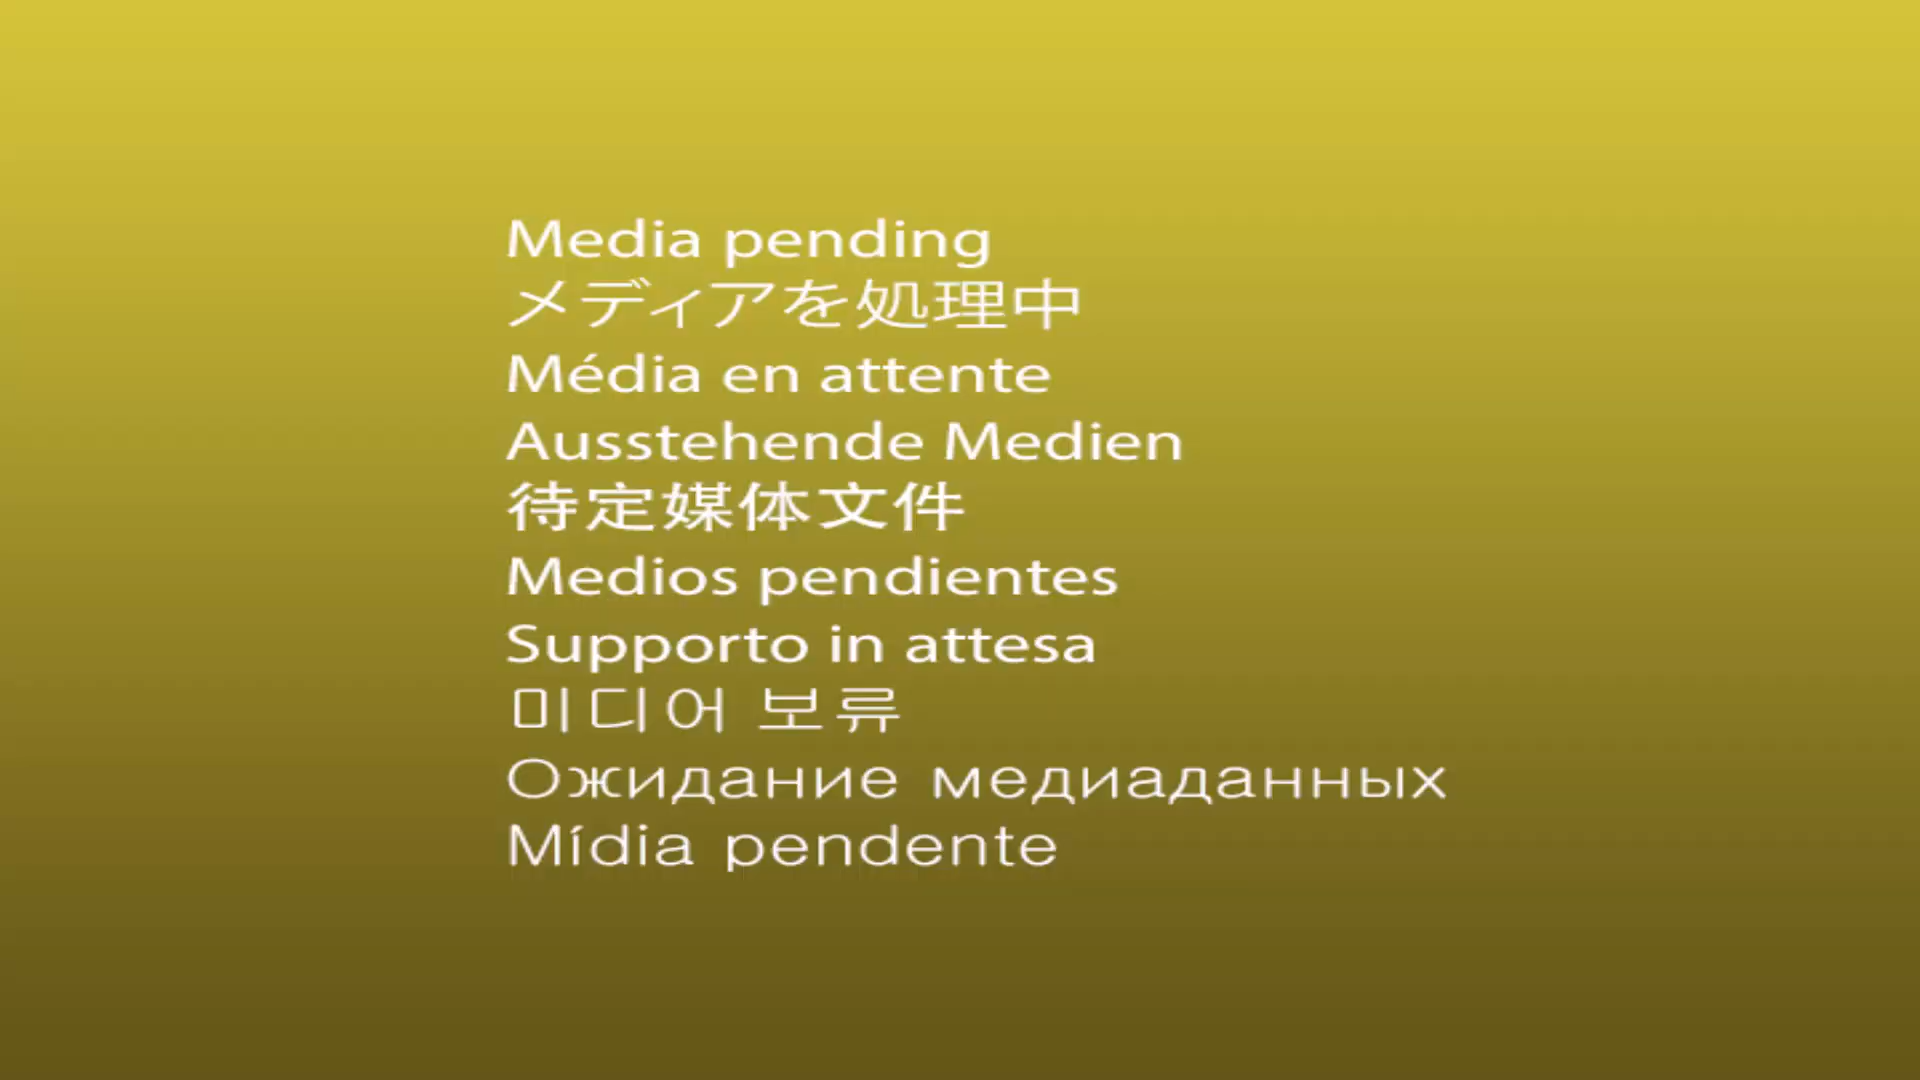 Media pending
メディアを処理中
Média en attente
Ausstehende Medien
待定媒体文件
Medios pendientes
Supporto in attesa
미디어 보류
Ожидание медиаданных
Mídia pendente